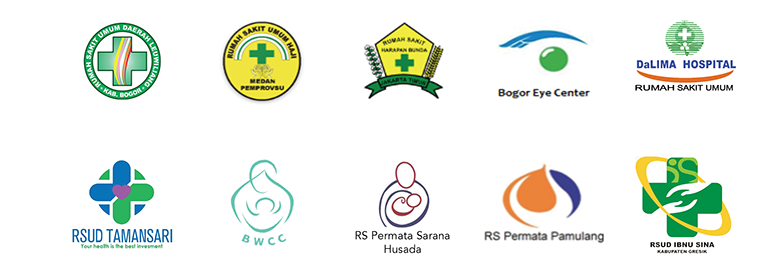 RUMAH SAKIT UMUM DAERAH LEUWILIANG
KAB. BOGOR
RUMAH SAKIT UMUM HAJI
MEDAN
PEMPROVSU
RUMAH SAKIT
HARAPAN BUNDA
JAKARTA TIMUR
Bogor Eye Center
DaLIMA HOSPITAL
RUMAH SAKIT UMUM
RSUD TAMANSARI
Your health is the best invesment!
BWCC
RS Permata Sarana
Husada
RS Permata Pamulang
iS
RSUD IBNU SINA
KABUPATEN GRESIK